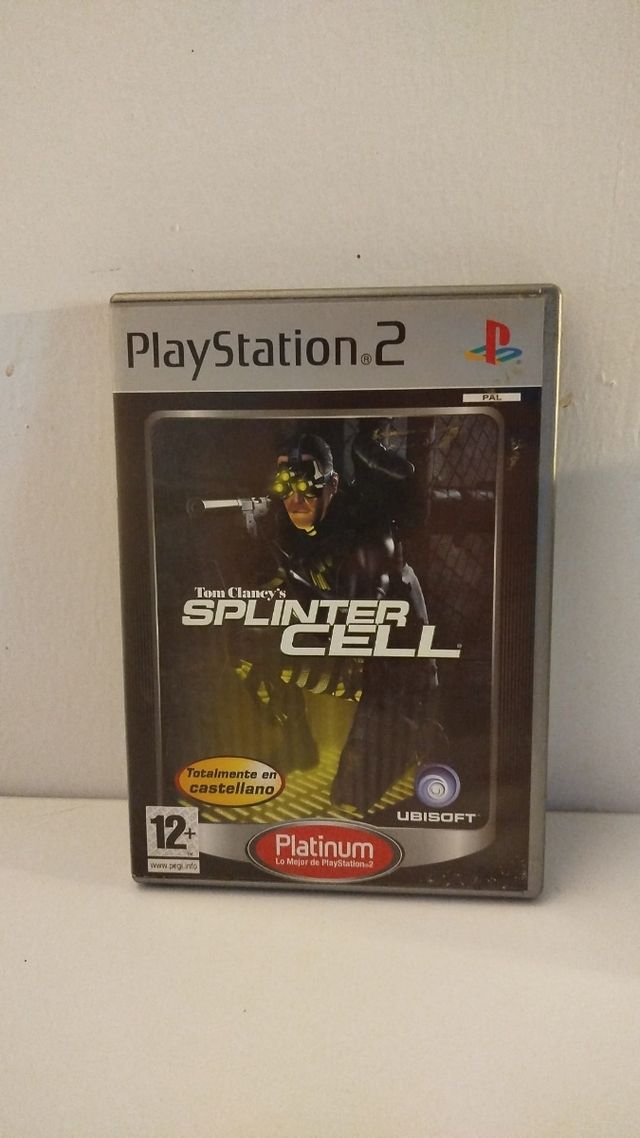 PlayStation®2
PAL
Tom Clancy's
SPLINTER
CELL®
Totalmente en
castellano
UBISOFT™
12+
www.pegi.info
Platinum
Lo Mejor de PlayStation®2